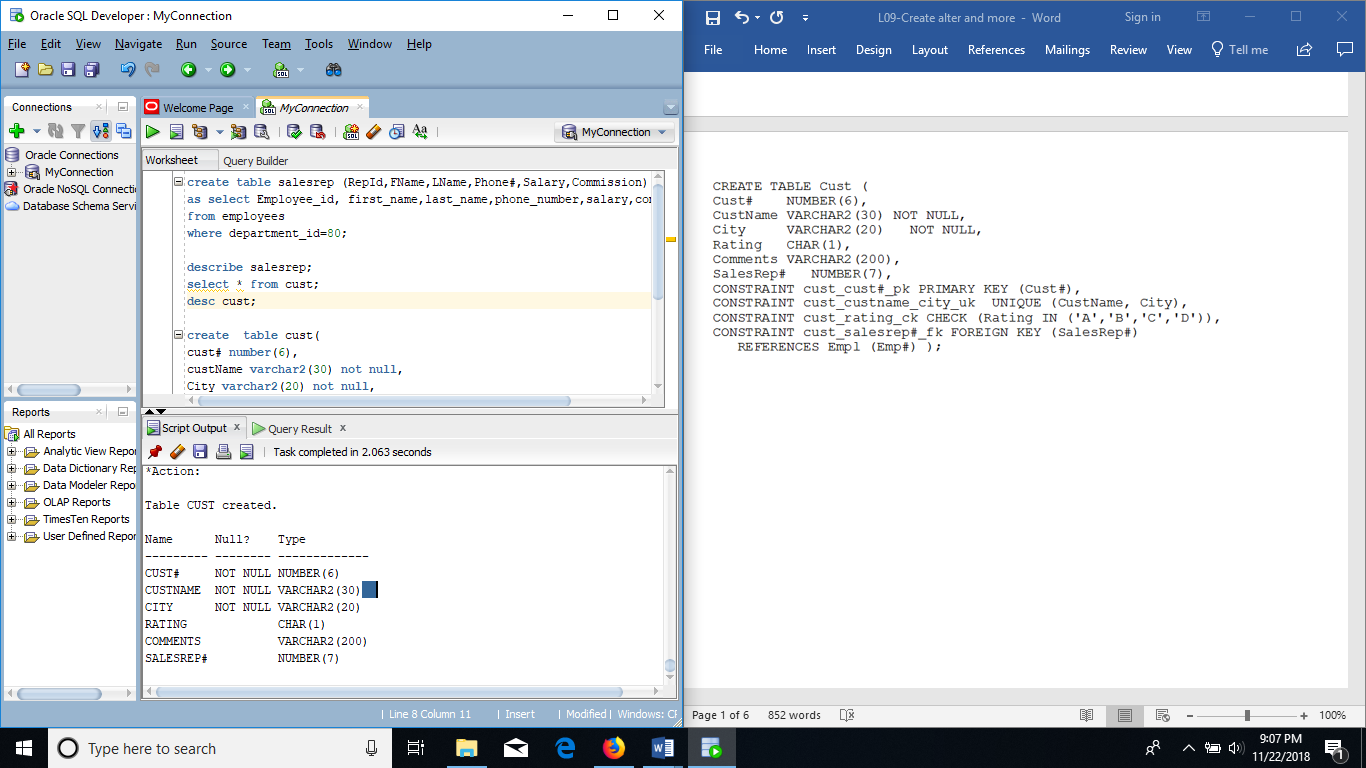 Oracle SQL Developer : MyConnection
File Edit View Navigate Run Source Team Tools Window Help
Connections
Oracle Connections
MyConnection
Oracle NoSQL Connecti
Database Schema Servi
Reports
All Reports
Analytic View Repor
Data Dictionary Rep
Data Modeler Repo
OLAP Reports
TimesTen Reports
User Defined Repor
Welcome Page
MyConnection
SQL
Aa
MyConnection
Worksheet
Query Builder
create table salesrep (RepId,FName,LName,Phone#,Salary,Commission)
as select Employee_id, first_name,last_name,phone_number,salary,com
from employees
where department_id=80;
describe salesrep;
select * from cust;
desc cust;
create  table cust(
cust# number(6),
custName varchar2(30) not null,
City varchar2(20) not null,
Script Output x
Query Result x
Task completed in 2.063 seconds
*Action:
Table CUST created.
Name      Null?    Type
--------- -------- -------------
CUST#     NOT NULL NUMBER(6)
CUSTNAME  NOT NULL VARCHAR2(30)
CITY      NOT NULL VARCHAR2(20)
RATING             CHAR(1)
COMMENTS           VARCHAR2(200)
SALESREP#          NUMBER(7)
| Line 8 Column 11 | Insert | Modified | Windows: CF
L09-Create alter and more - Word
Sign in
File Home Insert Design Layout References Mailings Review View Tell me
CREATE TABLE Cust (
Cust#    NUMBER(6),
CustName VARCHAR2(30) NOT NULL,
City     VARCHAR2(20)   NOT NULL,
Rating   CHAR(1),
Comments VARCHAR2(200),
SalesRep#   NUMBER(7),
CONSTRAINT cust_cust#_pk PRIMARY KEY (Cust#),
CONSTRAINT cust_custname_city_uk  UNIQUE (CustName, City),
CONSTRAINT cust_rating_ck CHECK (Rating IN ('A','B','C','D')),
CONSTRAINT cust_salesrep#_fk FOREIGN KEY (SalesRep#)
REFERENCES Empl (Emp#) );
Page 1 of 6 852 words
100%
Type here to search
9:07 PM
11/22/2018
1